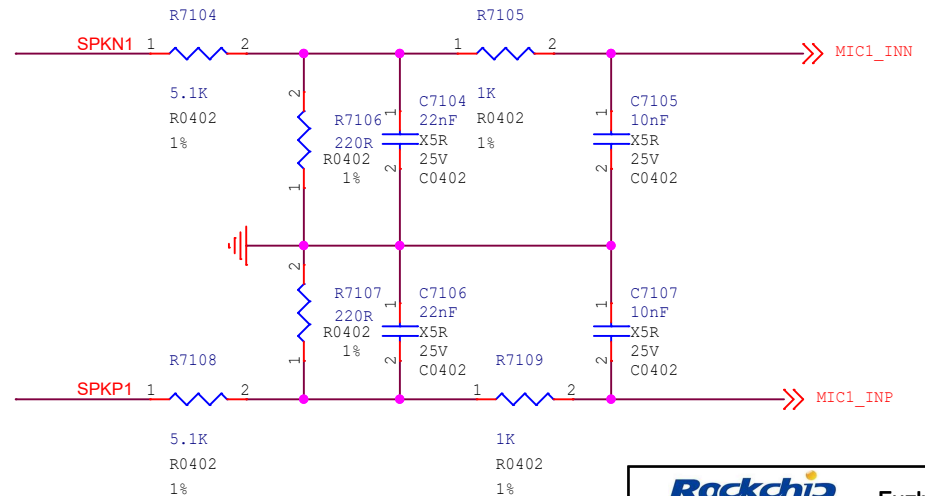 R7104
R7105
SPKN1 1 2 1 2 MIC1_INN
5.1K
R0402
1%
1K
R0402
1%
2
R7106
220R
R0402
1%
1
1
C7104
22nF
X5R
25V
C0402
2
1
C7105
10nF
X5R
25V
C0402
2
2
R7107
220R
R0402
1%
1
1
C7106
22nF
X5R
25V
C0402
2
1
C7107
10nF
X5R
25V
C0402
2
R7108
R7109
SPKP1 1 2 1 2 MIC1_INP
5.1K
R0402
1%
1K
R0402
1%
Rockchip